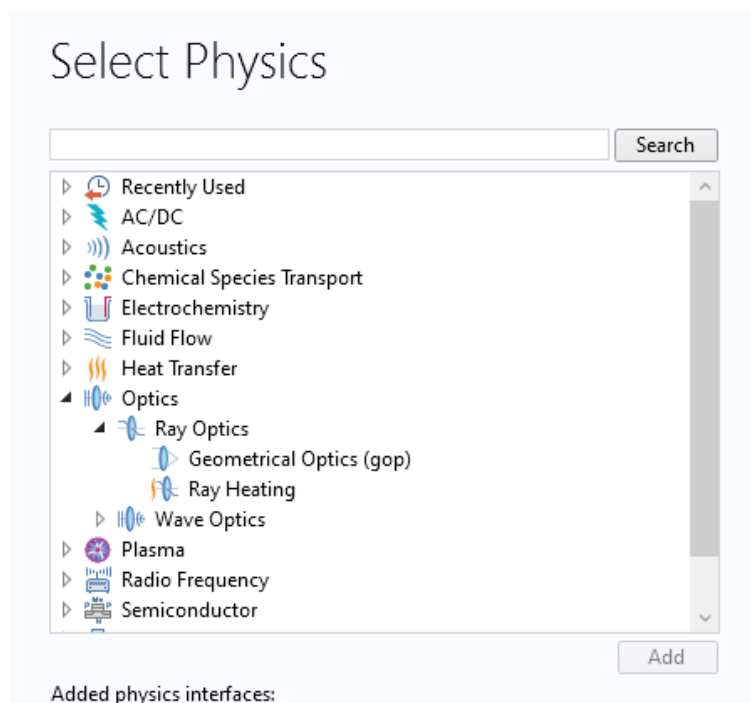 Select Physics
Search
Recently Used
AC/DC
Acoustics
Chemical Species Transport
Electrochemistry
Fluid Flow
Heat Transfer
Optics
Ray Optics
Geometrical Optics (gop)
Ray Heating
Wave Optics
Plasma
Radio Frequency
Semiconductor
Add
Added physics interfaces: